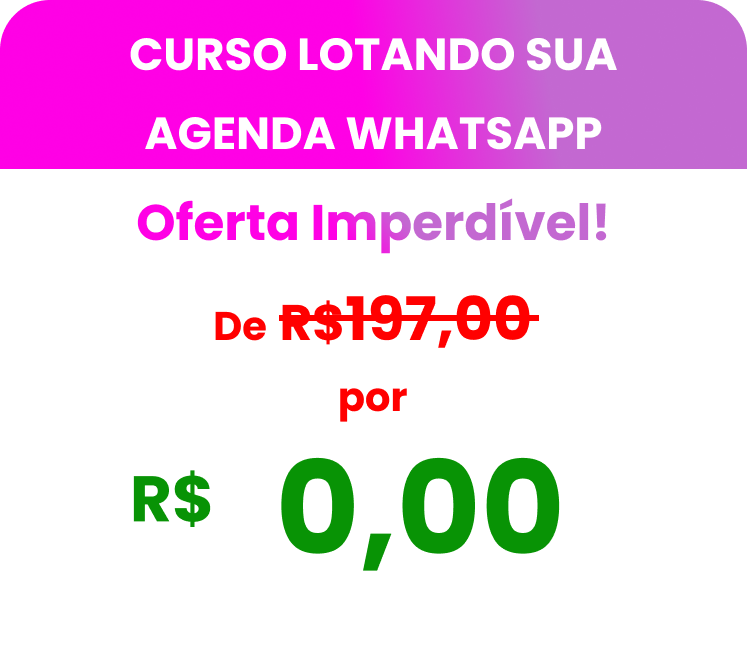 CURSO LOTANDO SUA
AGENDA WHATSAPP
Oferta Imperdível!
De R$197,00
por
R$ 0,00